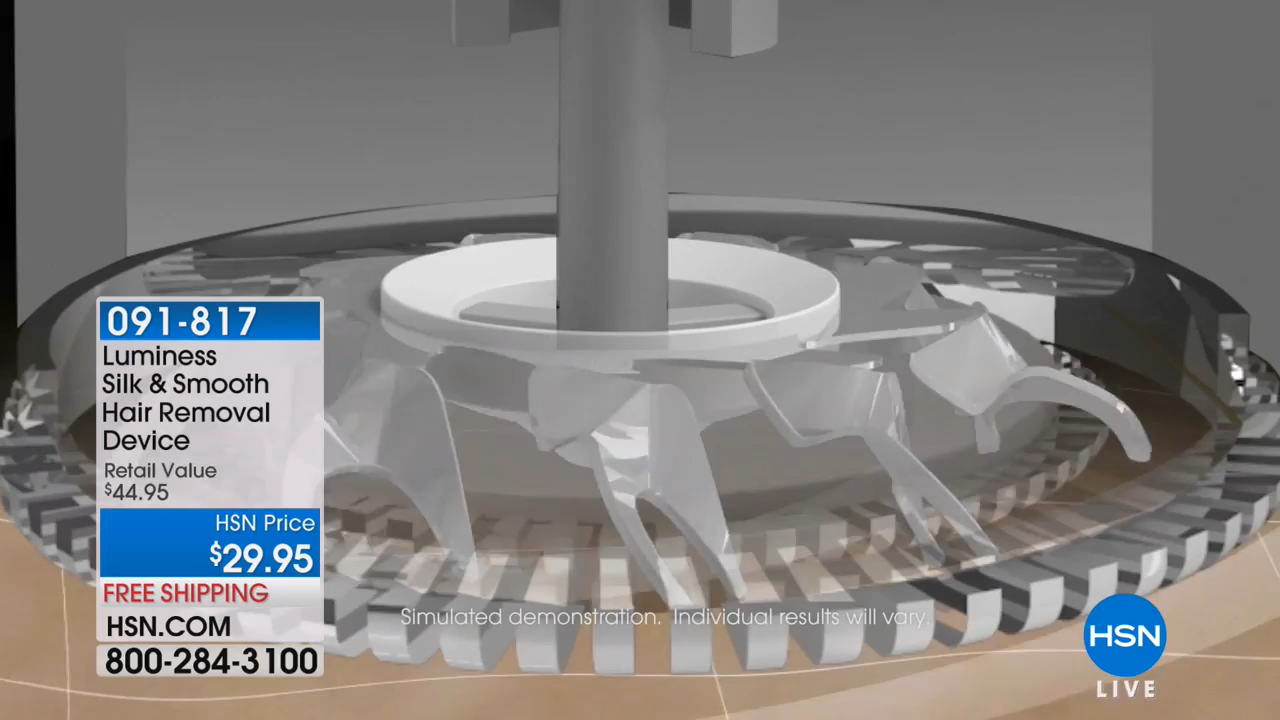 091-817
Luminess
Silk & Smooth
Hair Removal
Device
Retail Value
$44.95
HSN Price
$29.95
FREE SHIPPING
HSN.COM
800-284-3100
Simulated demonstration. Individual results will vary.
HSN
LIVE